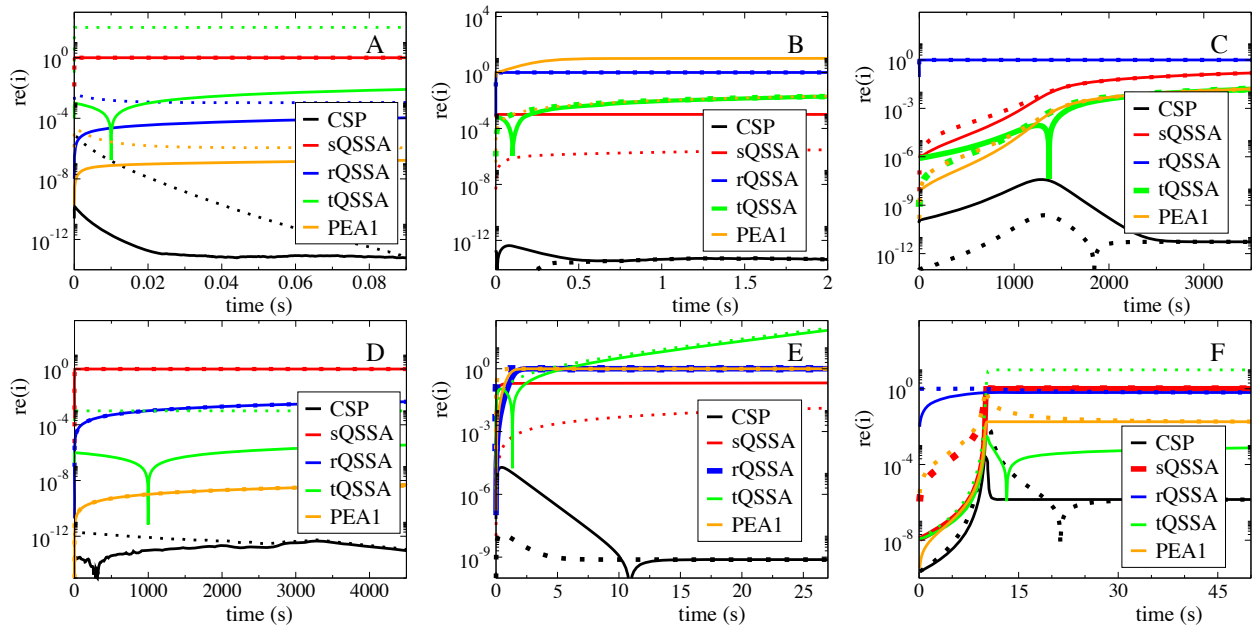 A
re(i)
10^0
10^-4
10^-8
10^-12
CSP
sQSSA
rQSSA
tQSSA
PEA1
0 0.02 0.04 0.06 0.08
time (s)
B
re(i)
10^4
10^0
10^-4
10^-8
10^-12
CSP
sQSSA
rQSSA
tQSSA
PEA1
0 0.5 1 1.5 2
time (s)
C
re(i)
10^0
10^-3
10^-6
10^-9
10^-12
CSP
sQSSA
rQSSA
tQSSA
PEA1
0 1000 2000 3000
time (s)
D
re(i)
10^0
10^-4
10^-8
10^-12
CSP
sQSSA
rQSSA
tQSSA
PEA1
0 1000 2000 3000 4000
time (s)
E
re(i)
10^0
10^-3
10^-6
10^-9
CSP
sQSSA
rQSSA
tQSSA
PEA1
0 5 10 15 20 25
time (s)
F
re(i)
10^0
10^-4
10^-8
CSP
sQSSA
rQSSA
tQSSA
PEA1
0 15 30 45
time (s)